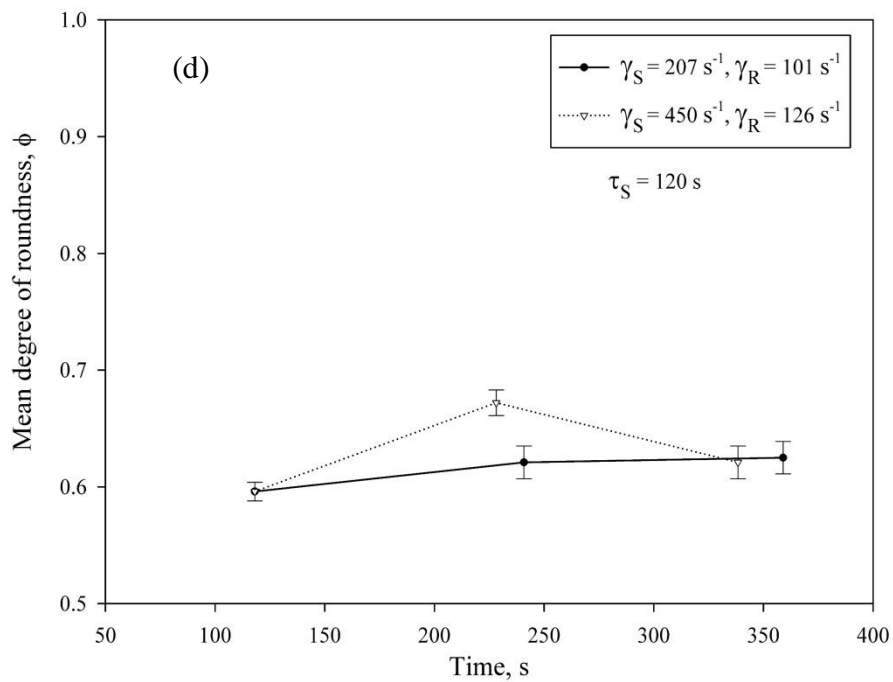 (d)
γS = 207 s-1, γR = 101 s-1
γS = 450 s-1, γR = 126 s-1
τS = 120 s
Mean degree of roundness, ϕ
1.0
0.9
0.8
0.7
0.6
0.5
50 100 150 200 250 300 350 400
Time, s